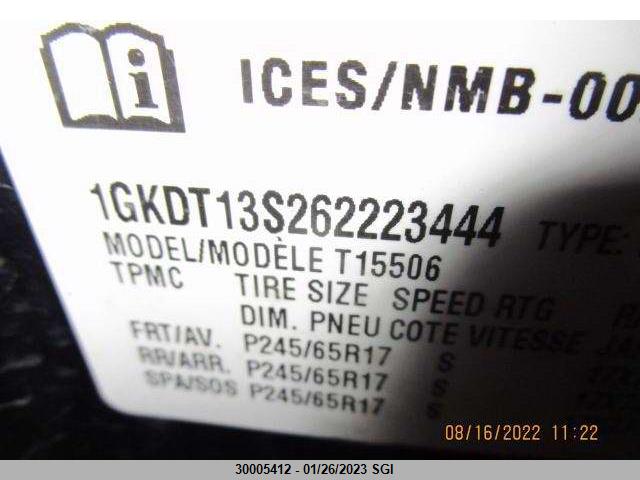 i
ICES/NMB-00
1GKDT13S262223444 TYPE:
MODEL/MODÈLE T15506
TPMC TIRE SIZE SPEED RTG
DIM. PNEU COTE VITESSE
FRT/AV. P245/65R17 S
RR/ARR. P245/65R17 S
SPA/SOS P245/65R17 S
08/16/2022 11:22
30005412 - 01/26/2023 SGI